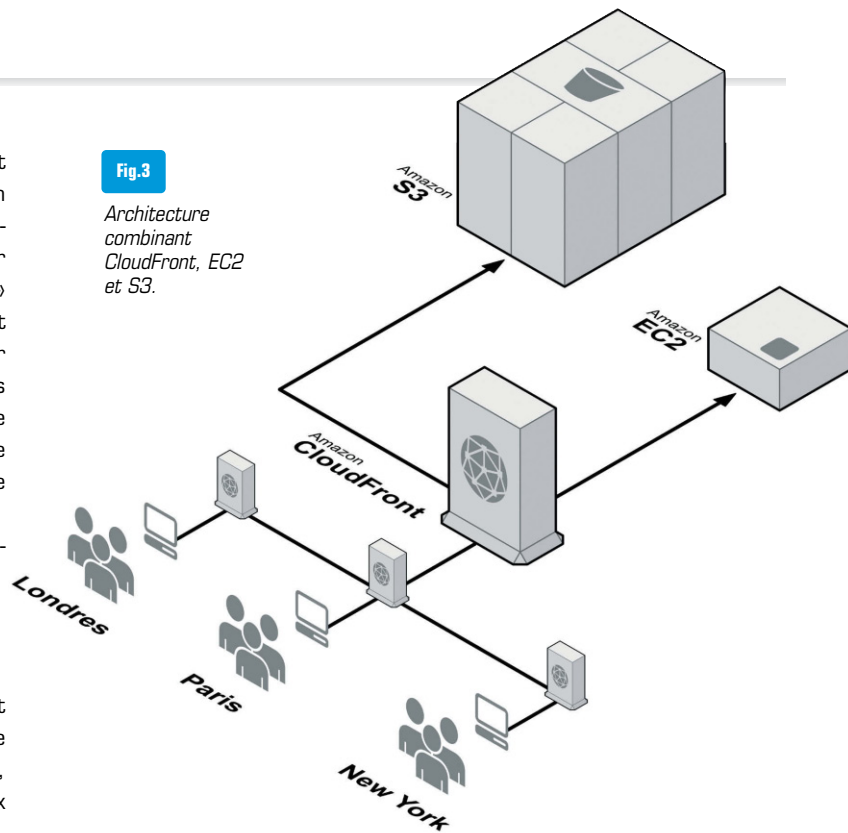 t
n
-
r
»
t
r
s
e
e
e
-
t
e
,
x
Fig.3
Architecture
combinant
CloudFront, EC2
et S3.
Amazon
S3
Amazon
EC2
Amazon
CloudFront
Londres
Paris
New York